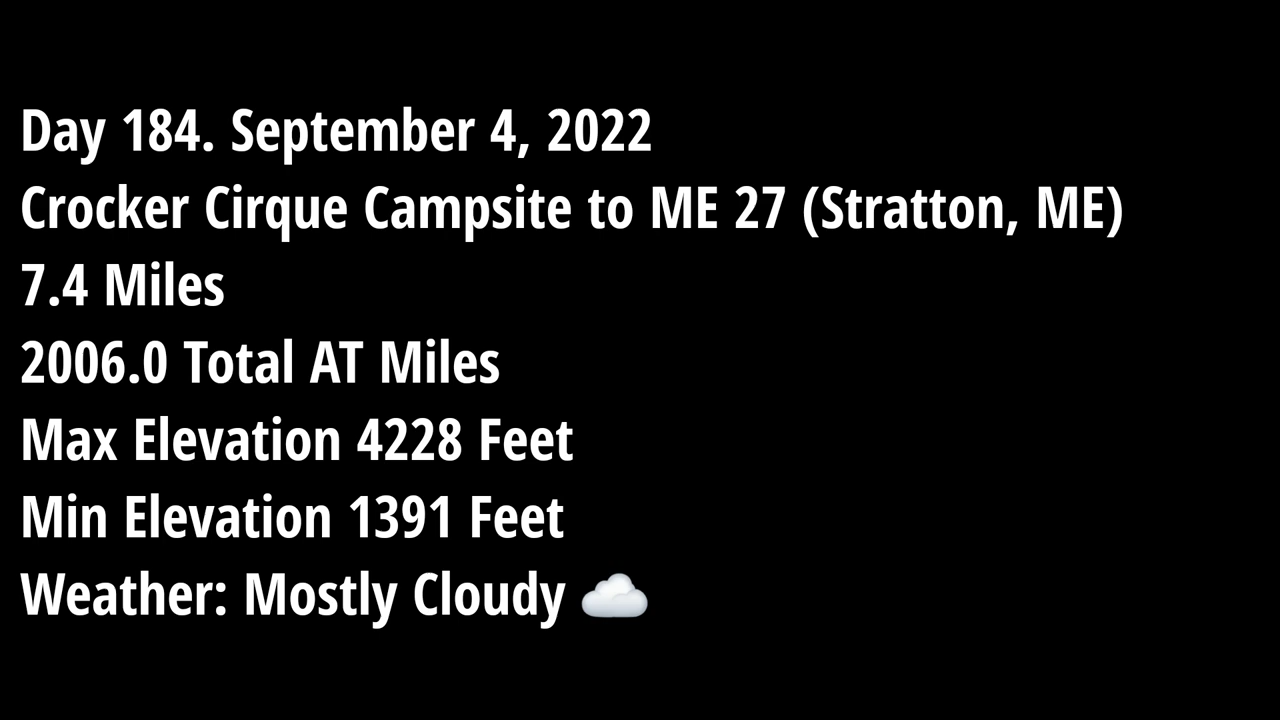 Day 184. September 4, 2022
Crocker Cirque Campsite to ME 27 (Stratton, ME)
7.4 Miles
2006.0 Total AT Miles
Max Elevation 4228 Feet
Min Elevation 1391 Feet
Weather: Mostly Cloudy ☁️